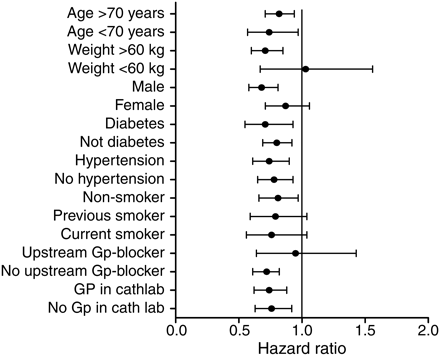 Age >70 years
Age <70 years
Weight >60 kg
Weight <60 kg
Male
Female
Diabetes
Not diabetes
Hypertension
No hypertension
Non-smoker
Previous smoker
Current smoker
Upstream Gp-blocker
No upstream Gp-blocker
GP in cathlab
No Gp in cath lab
0.0 0.5 1.0 1.5 2.0
Hazard ratio